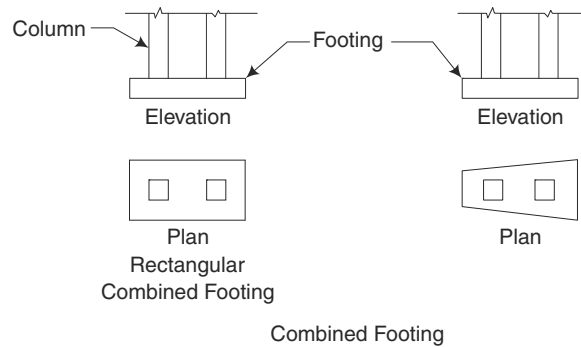 Column
Footing
Elevation
Elevation
Plan
Rectangular
Combined Footing
Plan
Combined Footing